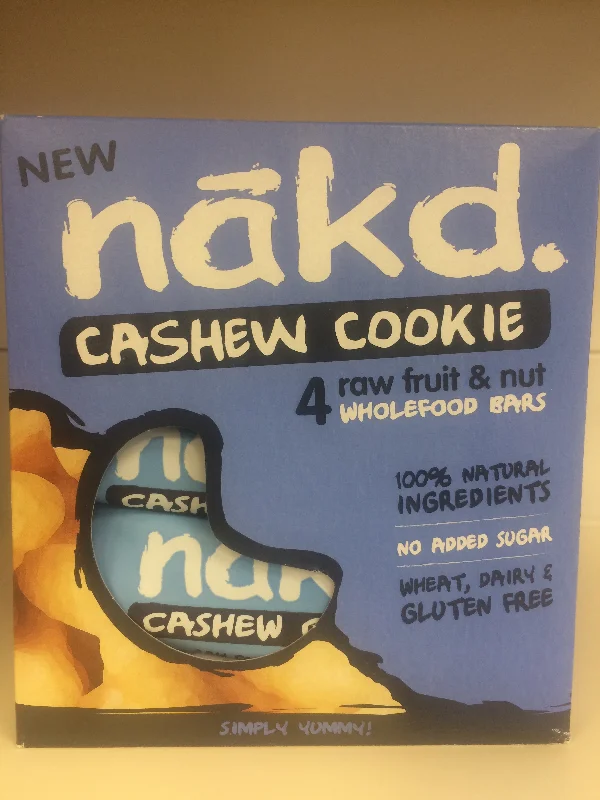 NEW
nākd.
CASHEW COOKIE
4 raw fruit & nut
WHOLEFOOD BARS
100% NATURAL
INGREDIENTS
NO ADDED SUGAR
WHEAT, DAIRY &
GLUTEN FREE
CASH
nak
CASHEW
SIMPLY YUMMY!